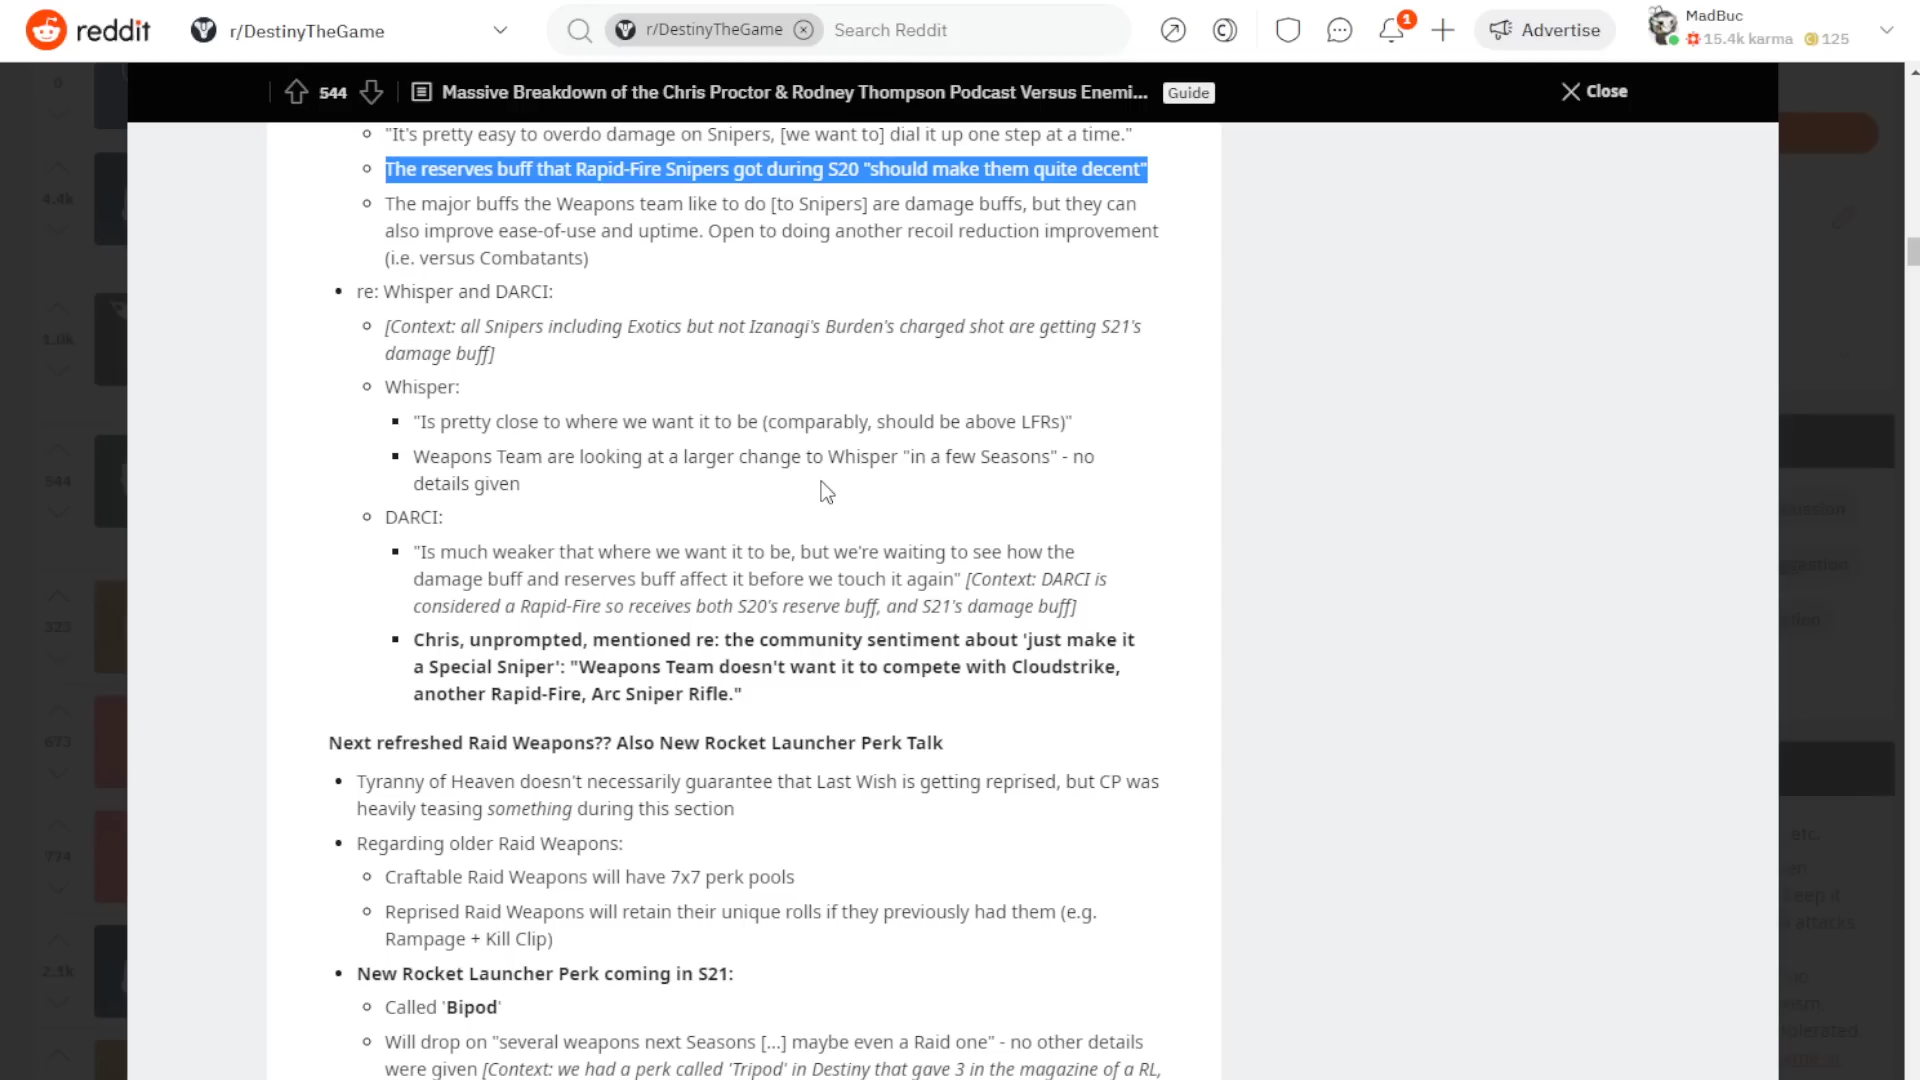 reddit
r/DestinyTheGame
r/DestinyTheGame
Search Reddit
1
Advertise
MadBuc
15.4k karma 125
544
Massive Breakdown of the Chris Proctor & Rodney Thompson Podcast Versus Enemi...
Guide
Close
"It's pretty easy to overdo damage on Snipers, [we want to] dial it up one step at a time."
The reserves buff that Rapid-Fire Snipers got during S20 "should make them quite decent"
The major buffs the Weapons team like to do [to Snipers] are damage buffs, but they can
also improve ease-of-use and uptime. Open to doing another recoil reduction improvement
(i.e. versus Combatants)
re: Whisper and DARCI:
[Context: all Snipers including Exotics but not Izanagi's Burden's charged shot are getting S21's
damage buff]
Whisper:
"Is pretty close to where we want it to be (comparably, should be above LFRs)"
Weapons Team are looking at a larger change to Whisper "in a few Seasons" - no
details given
DARCI:
"Is much weaker that where we want it to be, but we're waiting to see how the
damage buff and reserves buff affect it before we touch it again" [Context: DARCI is
considered a Rapid-Fire so receives both S20's reserve buff, and S21's damage buff]
Chris, unprompted, mentioned re: the community sentiment about 'just make it
a Special Sniper': "Weapons Team doesn't want it to compete with Cloudstrike,
another Rapid-Fire, Arc Sniper Rifle."
Next refreshed Raid Weapons?? Also New Rocket Launcher Perk Talk
Tyranny of Heaven doesn't necessarily guarantee that Last Wish is getting reprised, but CP was
heavily teasing something during this section
Regarding older Raid Weapons:
Craftable Raid Weapons will have 7x7 perk pools
Reprised Raid Weapons will retain their unique rolls if they previously had them (e.g.
Rampage + Kill Clip)
New Rocket Launcher Perk coming in S21:
Called 'Bipod'
Will drop on "several weapons next Seasons [...] maybe even a Raid one" - no other details
were given [Context: we had a perk called 'Tripod' in Destiny that gave 3 in the magazine of a RL,
0
4.4k
1.0k
544
323
673
774
2.1k
etc.
attacks